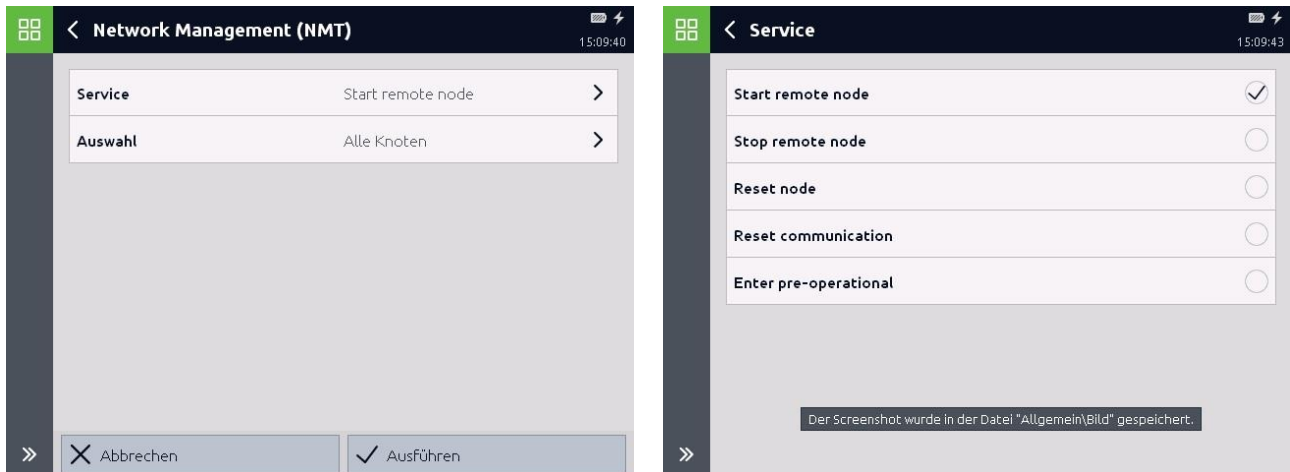 Network Management (NMT)
15:09:40
Service Start remote node
Auswahl Alle Knoten
Abbrechen
Ausführen
Service
15:09:43
Start remote node
Stop remote node
Reset node
Reset communication
Enter pre-operational
Der Screenshot wurde in der Datei "Allgemein\Bild" gespeichert.